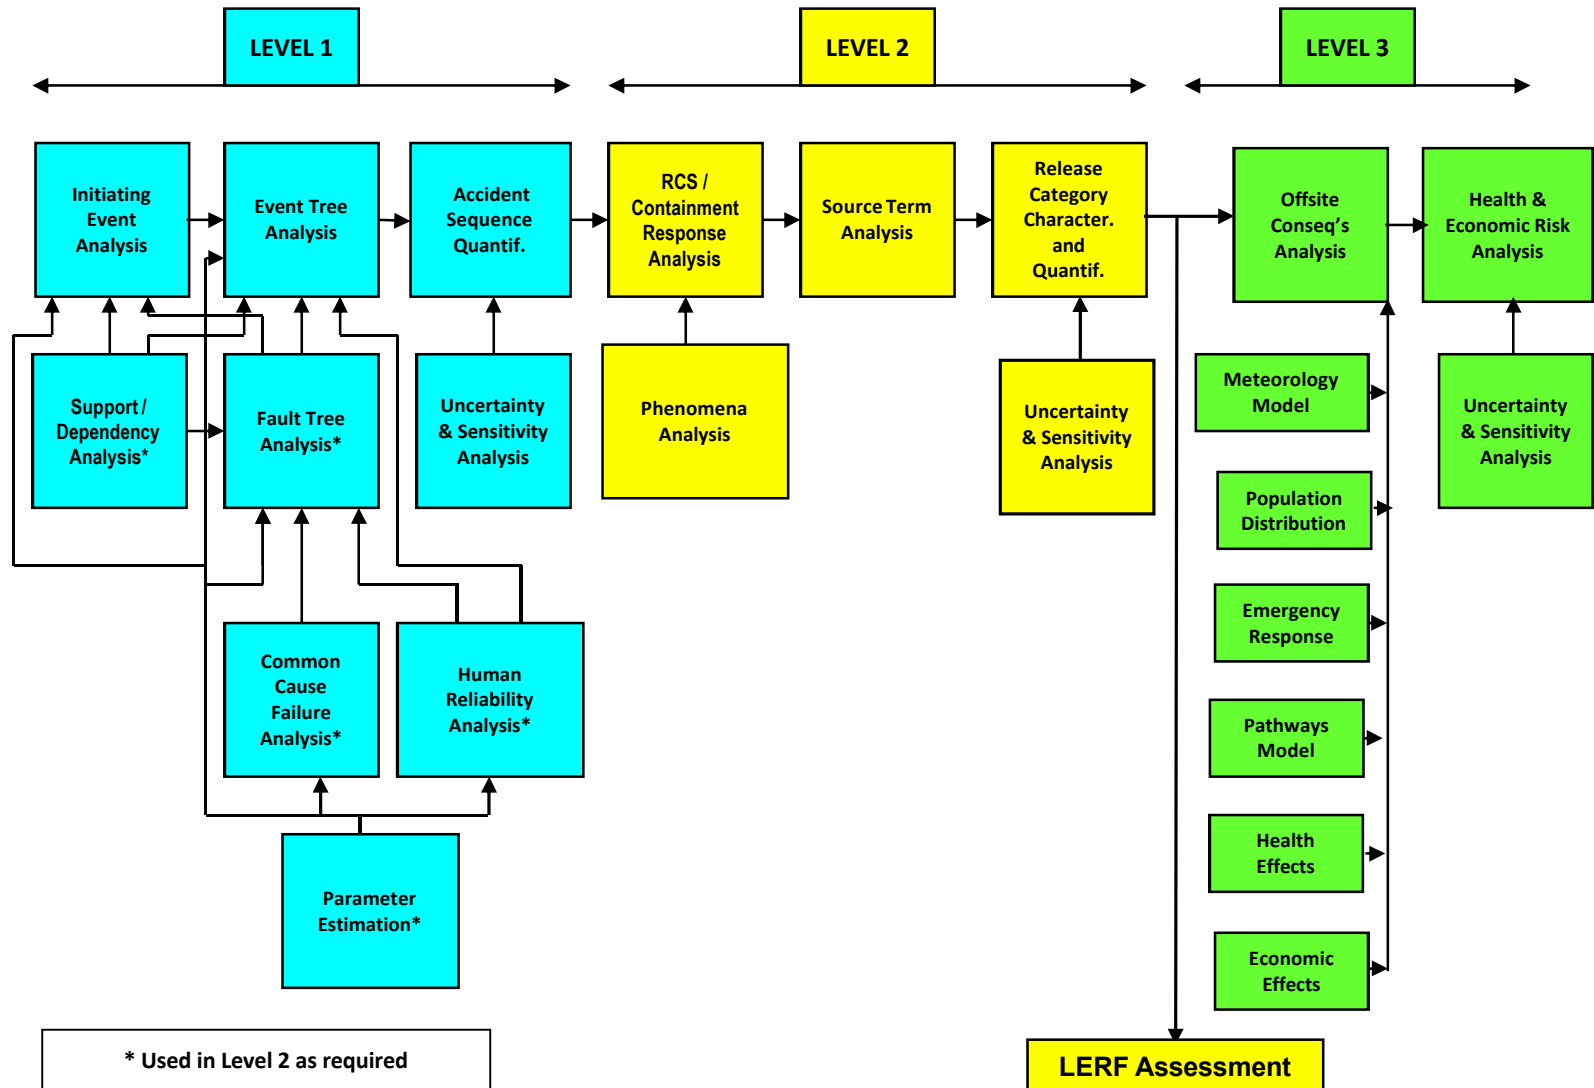 LEVEL 1
LEVEL 2
LEVEL 3
Initiating
Event
Analysis
Event Tree
Analysis
Accident
Sequence
Quantif.
RCS /
Containment
Response
Analysis
Source Term
Analysis
Release
Category
Character.
and
Quantif.
Offsite
Conseq's
Analysis
Health &
Economic Risk
Analysis
Support /
Dependency
Analysis*
Fault Tree
Analysis*
Uncertainty
& Sensitivity
Analysis
Phenomena
Analysis
Uncertainty
& Sensitivity
Analysis
Meteorology
Model
Uncertainty
& Sensitivity
Analysis
Population
Distribution
Emergency
Response
Common
Cause
Failure
Analysis*
Human
Reliability
Analysis*
Pathways
Model
Health
Effects
Parameter
Estimation*
Economic
Effects
* Used in Level 2 as required
LERF Assessment